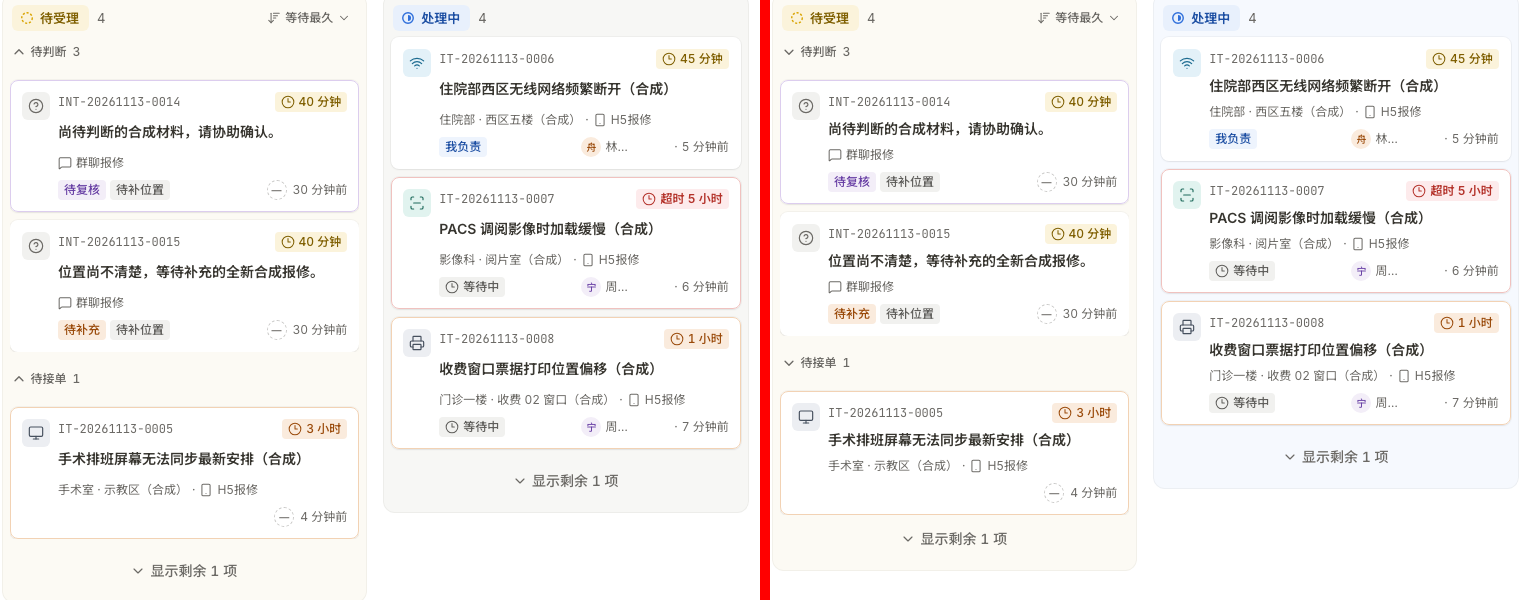 待受理 4 等待最久
待判断 3
INT-20261113-0014 40 分钟
尚待判断的合成材料，请协助确认。
群聊报修
待复核 待补位置 — 30 分钟前
INT-20261113-0015 40 分钟
位置尚不清楚，等待补充的全新合成报修。
群聊报修
待补充 待补位置 — 30 分钟前
待接单 1
IT-20261113-0005 3 小时
手术排班屏幕无法同步最新安排（合成）
手术室 · 示教区（合成） · H5报修
— 4 分钟前
显示剩余 1 项
处理中 4
IT-20261113-0006 45 分钟
住院部西区无线网络频繁断开（合成）
住院部 · 西区五楼（合成） · H5报修
我负责 舟 林... · 5 分钟前
IT-20261113-0007 超时 5 小时
PACS 调阅影像时加载缓慢（合成）
影像科 · 阅片室（合成） · H5报修
等待中 宁 周... · 6 分钟前
IT-20261113-0008 1 小时
收费窗口票据打印位置偏移（合成）
门诊一楼 · 收费 02 窗口（合成） · H5报修
等待中 宁 周... · 7 分钟前
显示剩余 1 项
待受理 4 等待最久
待判断 3
INT-20261113-0014 40 分钟
尚待判断的合成材料，请协助确认。
群聊报修
待复核 待补位置 — 30 分钟前
INT-20261113-0015 40 分钟
位置尚不清楚，等待补充的全新合成报修。
群聊报修
待补充 待补位置 — 30 分钟前
待接单 1
IT-20261113-0005 3 小时
手术排班屏幕无法同步最新安排（合成）
手术室 · 示教区（合成） · H5报修
— 4 分钟前
显示剩余 1 项
处理中 4
IT-20261113-0006 45 分钟
住院部西区无线网络频繁断开（合成）
住院部 · 西区五楼（合成） · H5报修
我负责 舟 林... · 5 分钟前
IT-20261113-0007 超时 5 小时
PACS 调阅影像时加载缓慢（合成）
影像科 · 阅片室（合成） · H5报修
等待中 宁 周... · 6 分钟前
IT-20261113-0008 1 小时
收费窗口票据打印位置偏移（合成）
门诊一楼 · 收费 02 窗口（合成） · H5报修
等待中 宁 周... · 7 分钟前
显示剩余 1 项